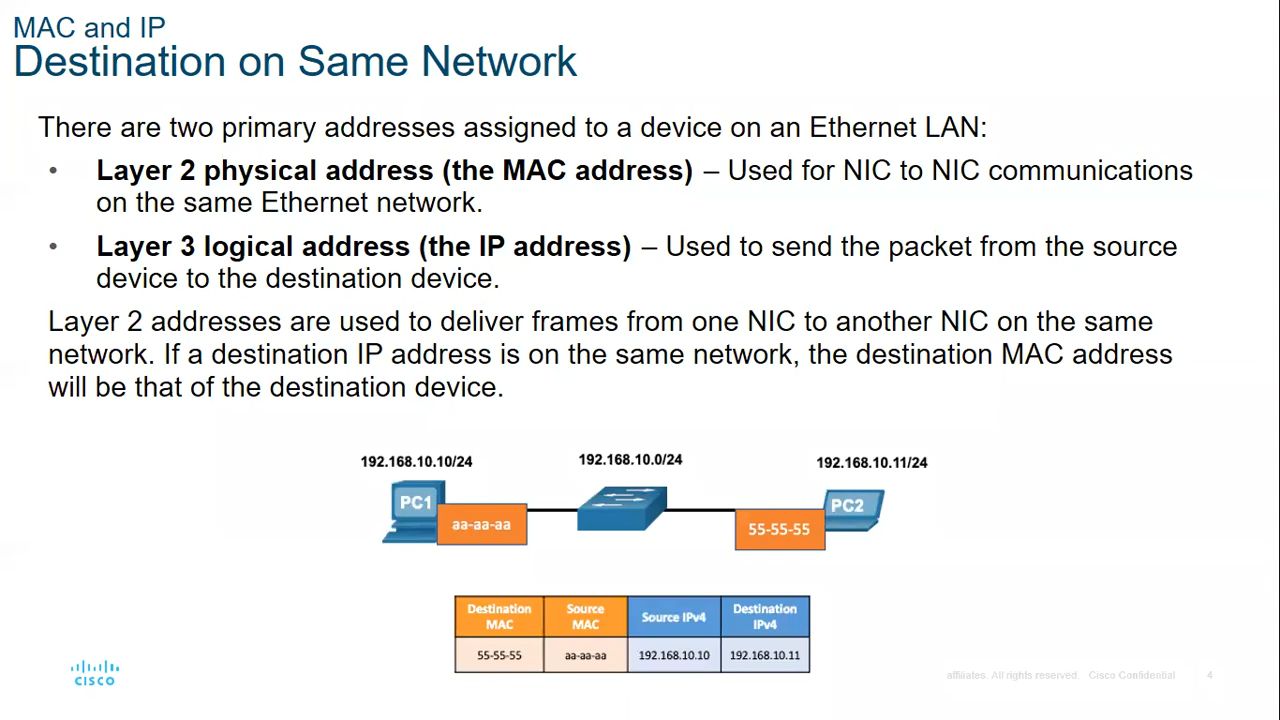 MAC and IP
Destination on Same Network
There are two primary addresses assigned to a device on an Ethernet LAN:
• Layer 2 physical address (the MAC address) – Used for NIC to NIC communications
on the same Ethernet network.
• Layer 3 logical address (the IP address) – Used to send the packet from the source
device to the destination device.
Layer 2 addresses are used to deliver frames from one NIC to another NIC on the same
network. If a destination IP address is on the same network, the destination MAC address
will be that of the destination device.
192.168.10.10/24
192.168.10.0/24
192.168.10.11/24
PC1
aa-aa-aa
55-55-55
PC2
Destination MAC
Source MAC
Source IPv4
Destination IPv4
55-55-55
aa-aa-aa
192.168.10.10
192.168.10.11
CISCO
affiliates. All rights reserved. Cisco Confidential
4